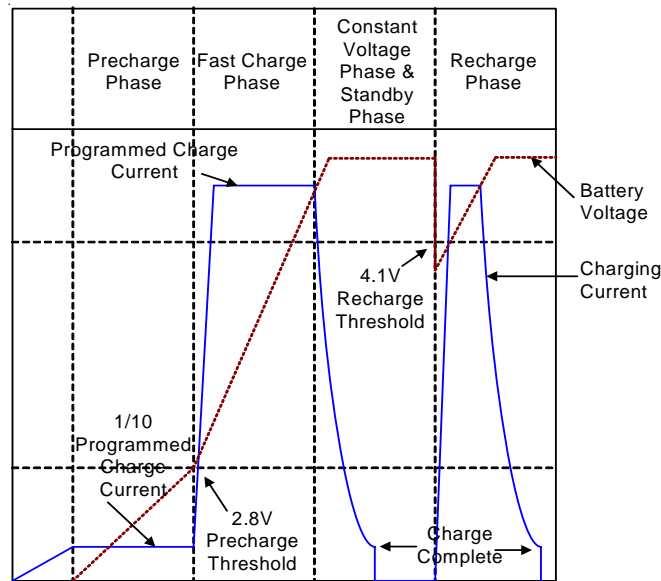 Precharge
Phase
Fast Charge
Phase
Constant
Voltage
Phase &
Standby
Phase
Recharge
Phase
Programmed Charge
Current
Battery
Voltage
4.1V
Recharge
Threshold
Charging
Current
1/10
Programmed
Charge
Current
2.8V
Precharge
Threshold
Charge
Complete